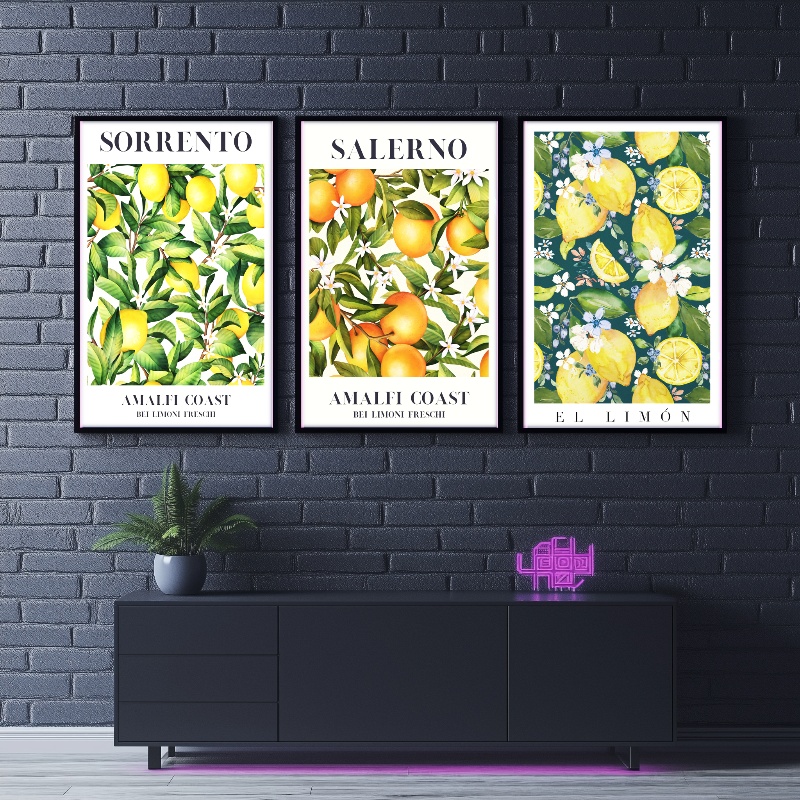 SORRENTO
AMALFI COAST
BEI LIMONI FRESCHI
SALERNO
AMALFI COAST
BEI LIMONI FRESCHI
EL LIMÓN